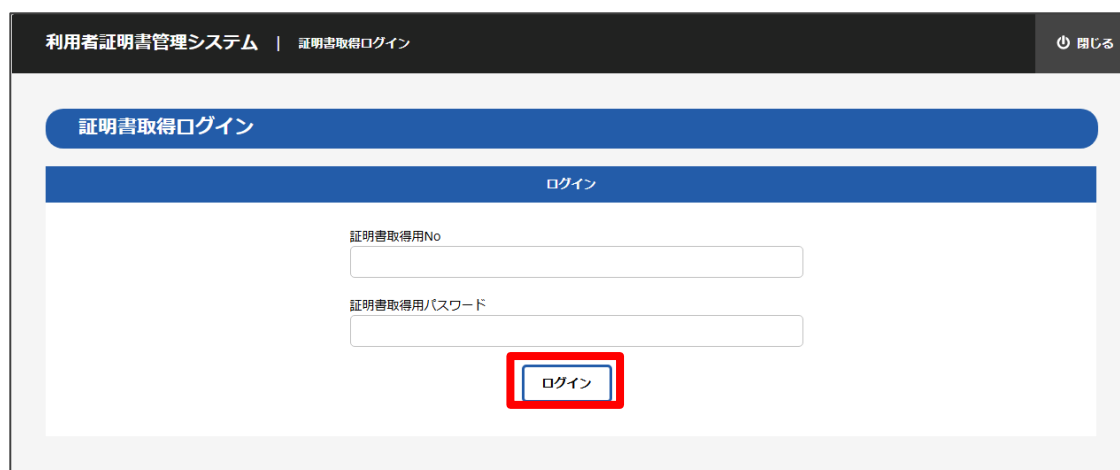 利用者証明書管理システム | 証明書取得ログイン
閉じる
証明書取得ログイン
ログイン
証明書取得用No
証明書取得用パスワード
ログイン